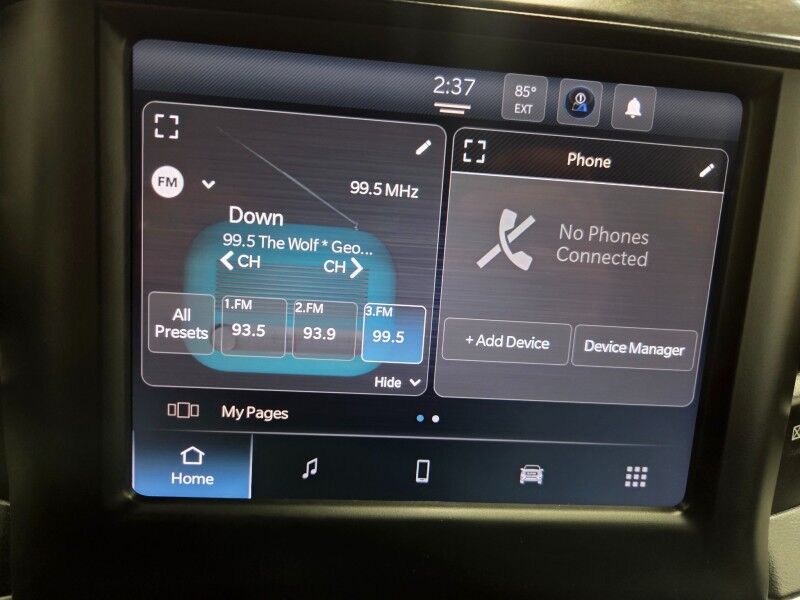 2:37
85°
EXT
FM
99.5 MHz
Down
99.5 The Wolf * Geo...
CH
CH
All
Presets
1.FM
93.5
2.FM
93.9
3.FM
99.5
Hide
Phone
No Phones
Connected
+ Add Device
Device Manager
My Pages
Home